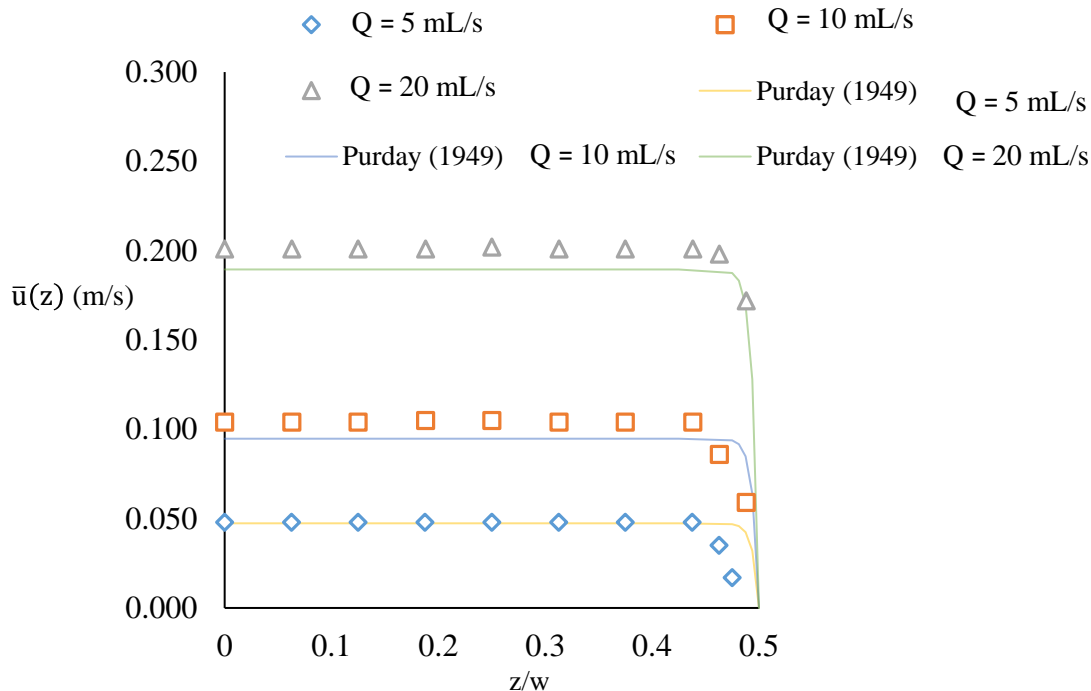 Q = 5 mL/s
Q = 10 mL/s
Q = 20 mL/s
Purday (1949) Q = 5 mL/s
Purday (1949) Q = 10 mL/s
Purday (1949) Q = 20 mL/s
0.300
0.250
0.200
0.150
0.100
0.050
0.000
ū(z) (m/s)
0 0.1 0.2 0.3 0.4 0.5
z/w